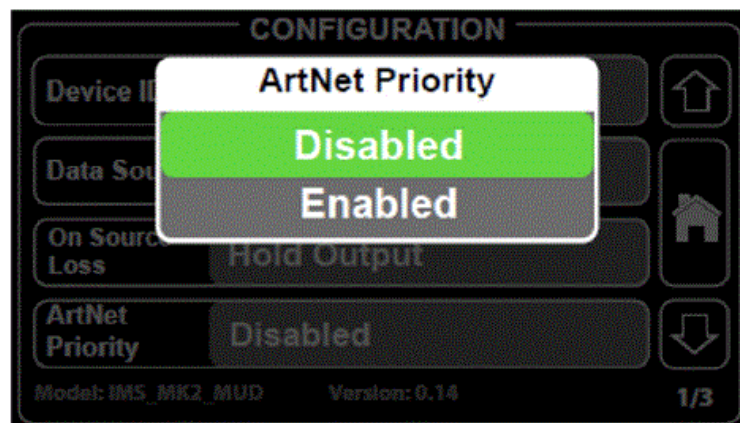 CONFIGURATION
ArtNet Priority
Device ID
Disabled
Data Sou
Enabled
On Source
Loss
Hold Output
ArtNet
Priority
Disabled
Model: IMS_MK2_MUD Version: 0.14
1/3